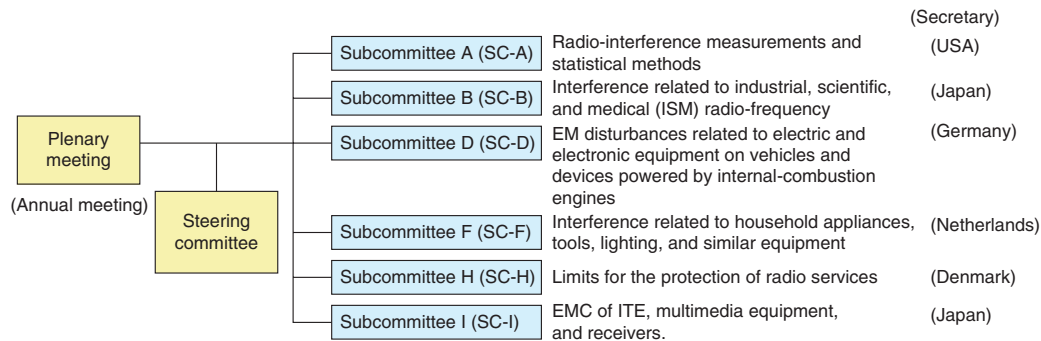 (Secretary)
Subcommittee A (SC-A)
Radio-interference measurements and
statistical methods
(USA)
Subcommittee B (SC-B)
Interference related to industrial, scientific,
and medical (ISM) radio-frequency
(Japan)
Plenary
meeting
(Annual meeting)
Steering
committee
Subcommittee D (SC-D)
EM disturbances related to electric and
electronic equipment on vehicles and
devices powered by internal-combustion
engines
(Germany)
Subcommittee F (SC-F)
Interference related to household appliances,
tools, lighting, and similar equipment
(Netherlands)
Subcommittee H (SC-H)
Limits for the protection of radio services
(Denmark)
Subcommittee I (SC-I)
EMC of ITE, multimedia equipment,
and receivers.
(Japan)